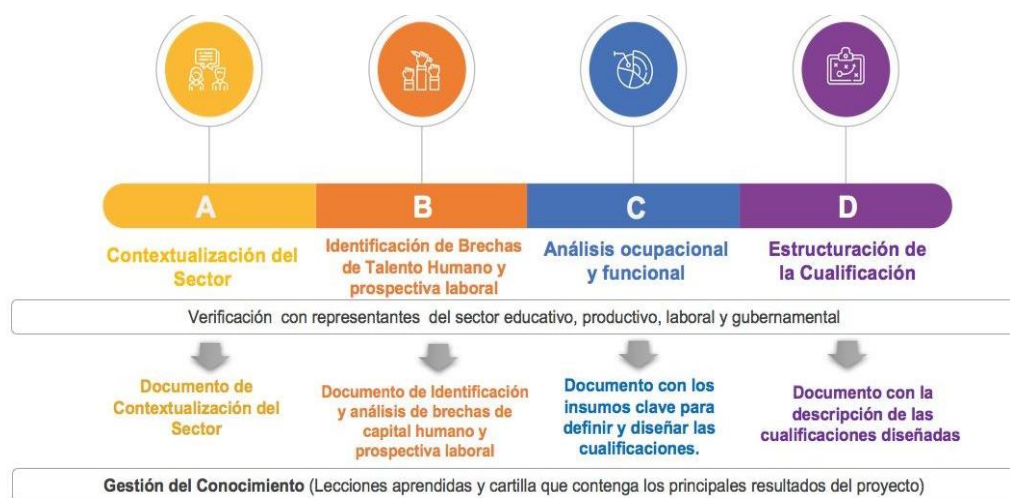 A
B
C
D
Contextualización del
Sector
Identificación de Brechas
de Talento Humano y
prospectiva laboral
Análisis ocupacional
y funcional
Estructuración de
la Cualificación
Verificación con representantes del sector educativo, productivo, laboral y gubernamental
Documento de
Contextualización del
Sector
Documento de Identificación
y análisis de brechas de
capital humano y
prospectiva laboral
Documento con los
insumos clave para
definir y diseñar las
cualificaciones.
Documento con la
descripción de las
cualificaciones diseñadas
Gestión del Conocimiento (Lecciones aprendidas y cartilla que contenga los principales resultados del proyecto)